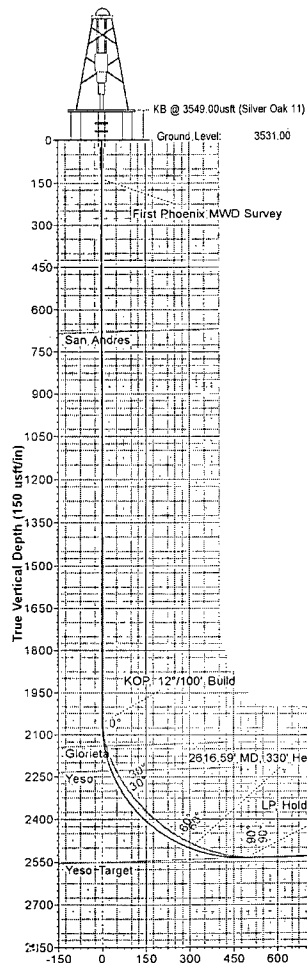 KB @ 3549.00usft (Silver Oak 11)
Ground Level: 3531.00
0
150
First Phoenix MWD Survey
300
450
600
San Andres
750
900
1050
1200
True Vertical Depth (150 usft/in)
1350
1500
1650
1800
KOP, 12°/100' Build
1950
0°
2100
Glorieta
2616.59' MD, 330' He
2250
30°
30°
Yeso
LP, Hold
2400
60°
60°
90°
90°
2550
Yeso Target
2700
-150 0 150 300 450 600